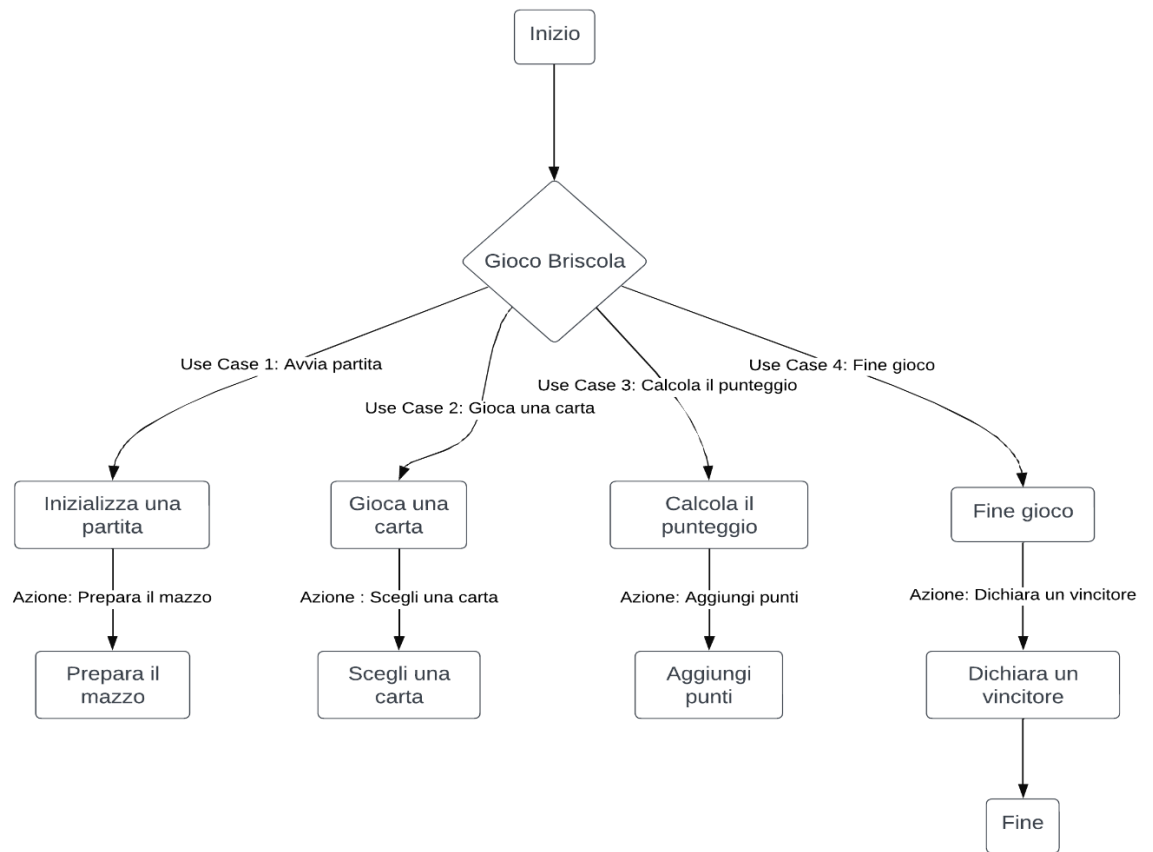 Inizio
Gioco Briscola
Use Case 1: Avvia partita
Use Case 4: Fine gioco
Use Case 3: Calcola il punteggio
Use Case 2: Gioca una carta
Inizializza una
partita
Gioca una
carta
Calcola il
punteggio
Fine gioco
Azione: Prepara il mazzo
Azione : Scegli una carta
Azione: Aggiungi punti
Azione: Dichiara un vincitore
Prepara il
mazzo
Scegli una
carta
Aggiungi
punti
Dichiara un
vincitore
Fine